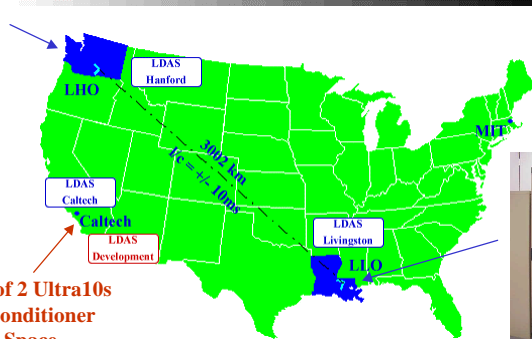 LDAS
Hanford
LHO
MIT
3002 km
l/c = +/- 10ms
LDAS
Caltech
Caltech
LDAS
Development
LDAS
Livingston
LLO
of 2 Ultra10s
onditioner
Space